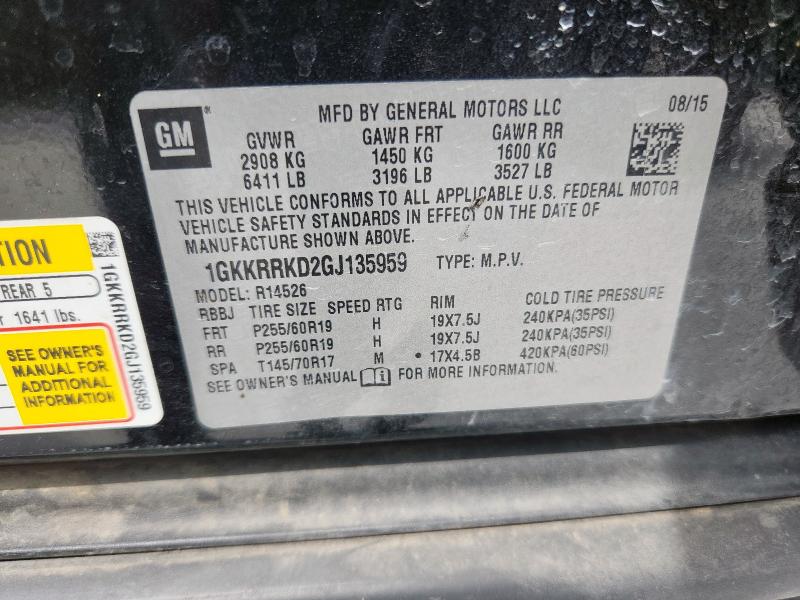 GM
MFD BY GENERAL MOTORS LLC
08/15
GVWR GAWR FRT GAWR RR
2908 KG 1450 KG 1600 KG
6411 LB 3196 LB 3527 LB
THIS VEHICLE CONFORMS TO ALL APPLICABLE U.S. FEDERAL MOTOR
VEHICLE SAFETY STANDARDS IN EFFECT ON THE DATE OF
MANUFACTURE SHOWN ABOVE.
1GKKRRKD2GJ135959 TYPE: M.P.V.
MODEL: R14526
RBBJ TIRE SIZE SPEED RTG RIM COLD TIRE PRESSURE
FRT P255/60R19 H 19X7.5J 240KPA(35PSI)
RR P255/60R19 H 19X7.5J 240KPA(35PSI)
SPA T145/70R17 M • 17X4.5B 420KPA(60PSI)
SEE OWNER'S MANUAL FOR MORE INFORMATION.
REAR 5
1641 lbs.
SEE OWNER'S
MANUAL FOR
ADDITIONAL
INFORMATION
1GKKRRKD2GJ135959